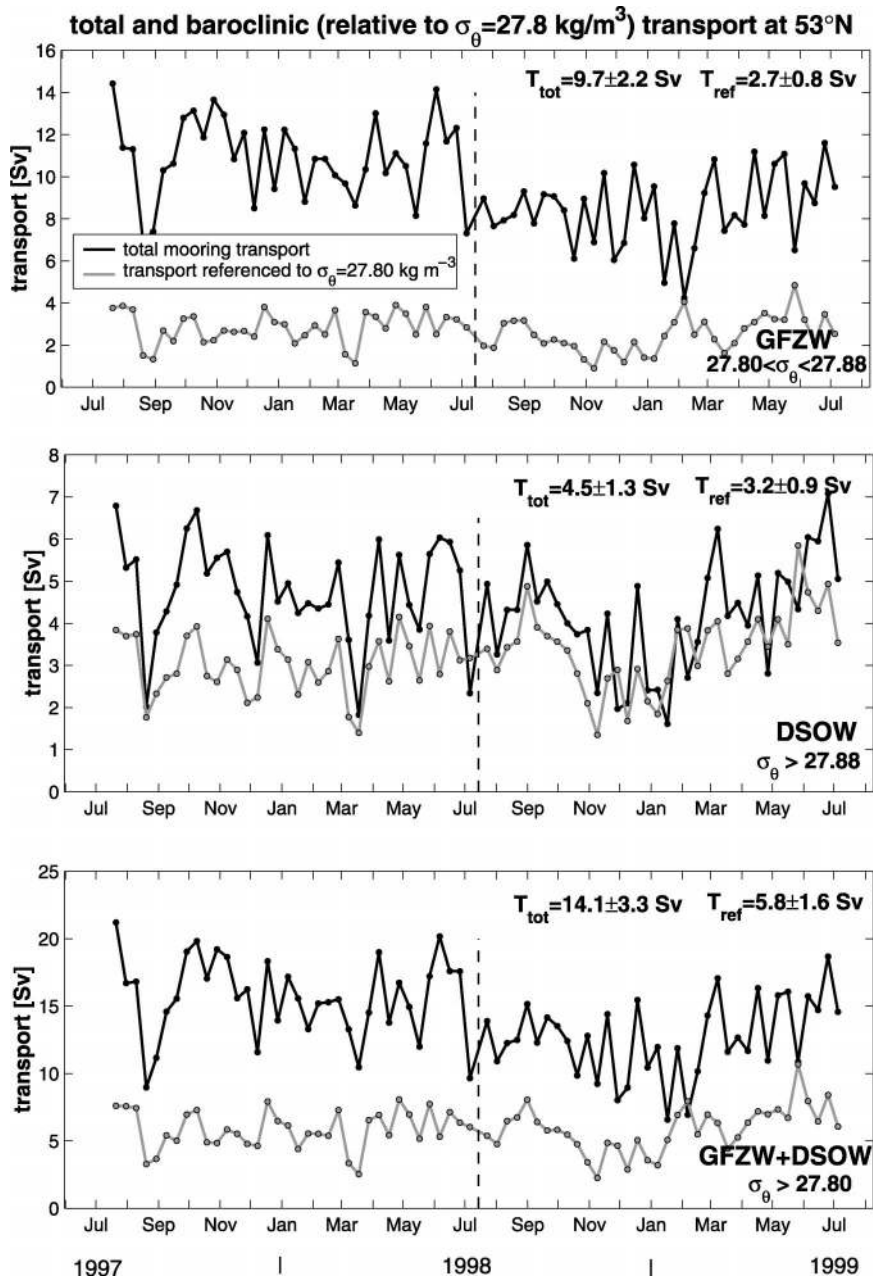 total and baroclinic (relative to σθ=27.8 kg/m³) transport at 53°N
16
14
12
10
8
6
4
2
0
transport [Sv]
Ttot=9.7±2.2 Sv Tref=2.7±0.8 Sv
total mooring transport
transport referenced to σθ=27.80 kg m⁻³
GFZW
27.80<σθ<27.88
Jul Sep Nov Jan Mar May Jul Sep Nov Jan Mar May Jul
8
7
6
5
4
3
2
1
0
transport [Sv]
Ttot=4.5±1.3 Sv Tref=3.2±0.9 Sv
DSOW
σθ > 27.88
Jul Sep Nov Jan Mar May Jul Sep Nov Jan Mar May Jul
25
20
15
10
5
0
transport [Sv]
Ttot=14.1±3.3 Sv Tref=5.8±1.6 Sv
GFZW+DSOW
σθ > 27.80
Jul Sep Nov Jan Mar May Jul Sep Nov Jan Mar May Jul
1997 | 1998 | 1999